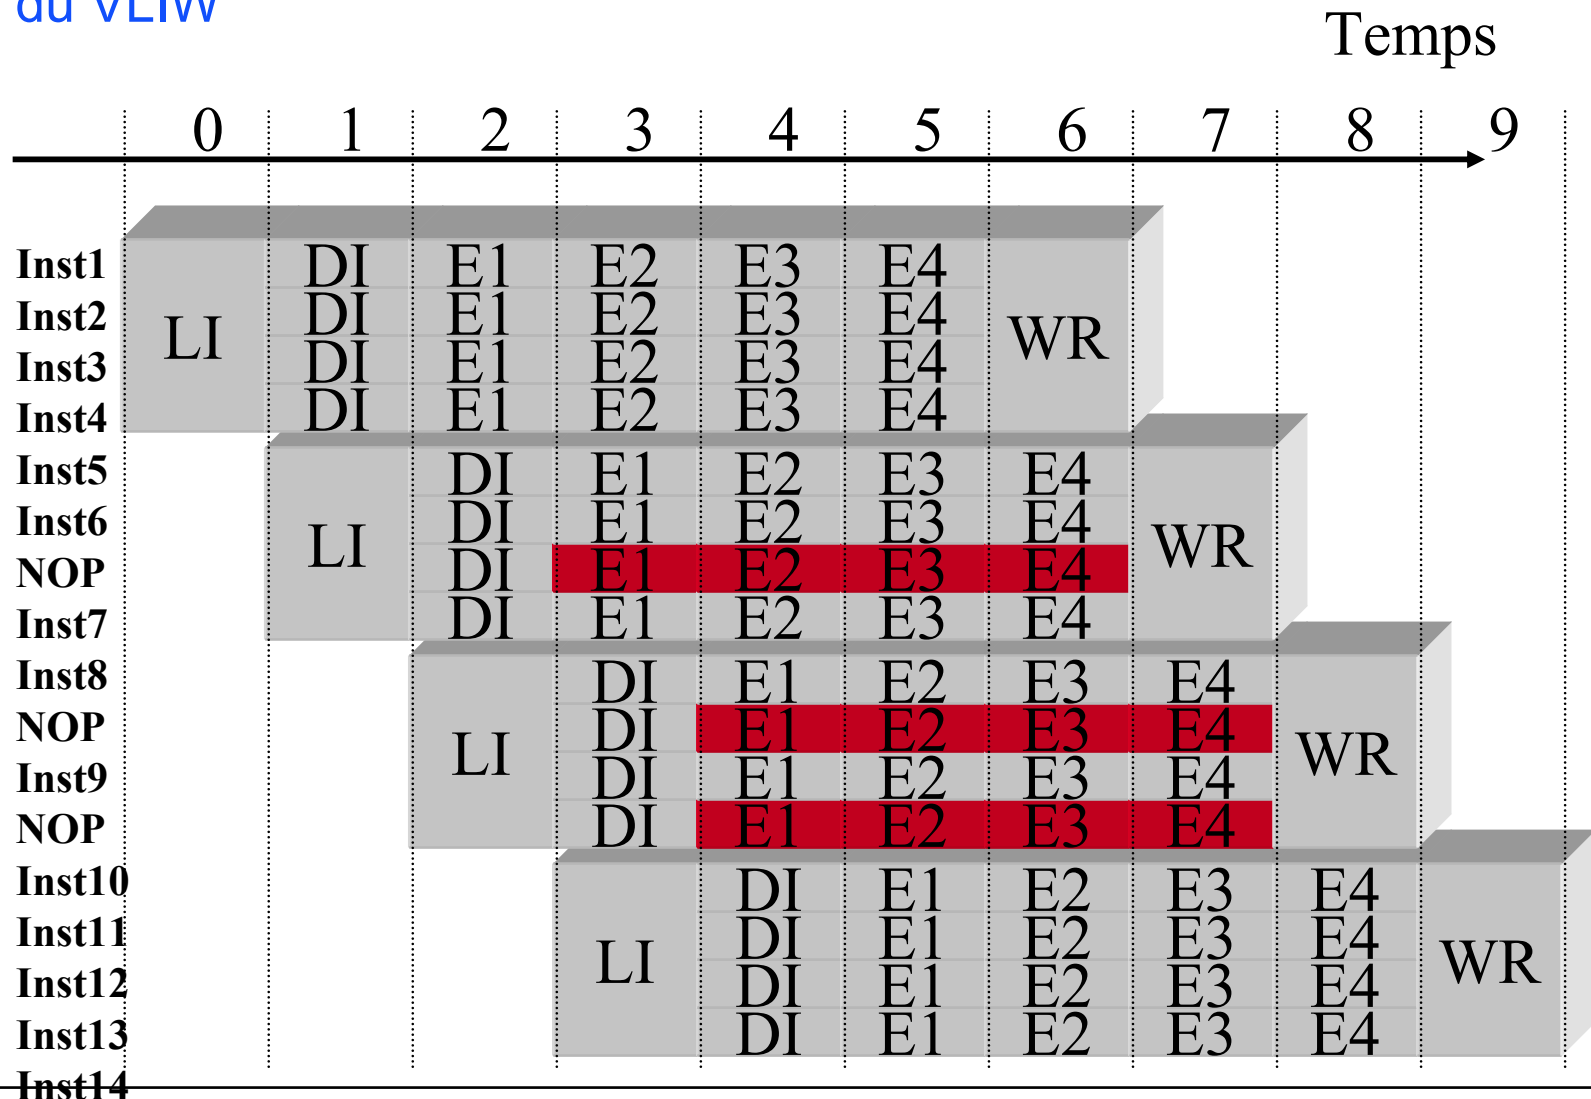 du VLIW
Temps
0 1 2 3 4 5 6 7 8 9
Inst1 DI E1 E2 E3 E4
Inst2 DI E1 E2 E3 E4
LI WR
Inst3 DI E1 E2 E3 E4
Inst4 DI E1 E2 E3 E4
Inst5 DI E1 E2 E3 E4
Inst6 DI E1 E2 E3 E4
LI WR
NOP DI E1 E2 E3 E4
Inst7 DI E1 E2 E3 E4
Inst8 DI E1 E2 E3 E4
NOP DI E1 E2 E3 E4
LI WR
Inst9 DI E1 E2 E3 E4
NOP DI E1 E2 E3 E4
Inst10 DI E1 E2 E3 E4
Inst11 DI E1 E2 E3 E4
LI WR
Inst12 DI E1 E2 E3 E4
Inst13 DI E1 E2 E3 E4
Inst14